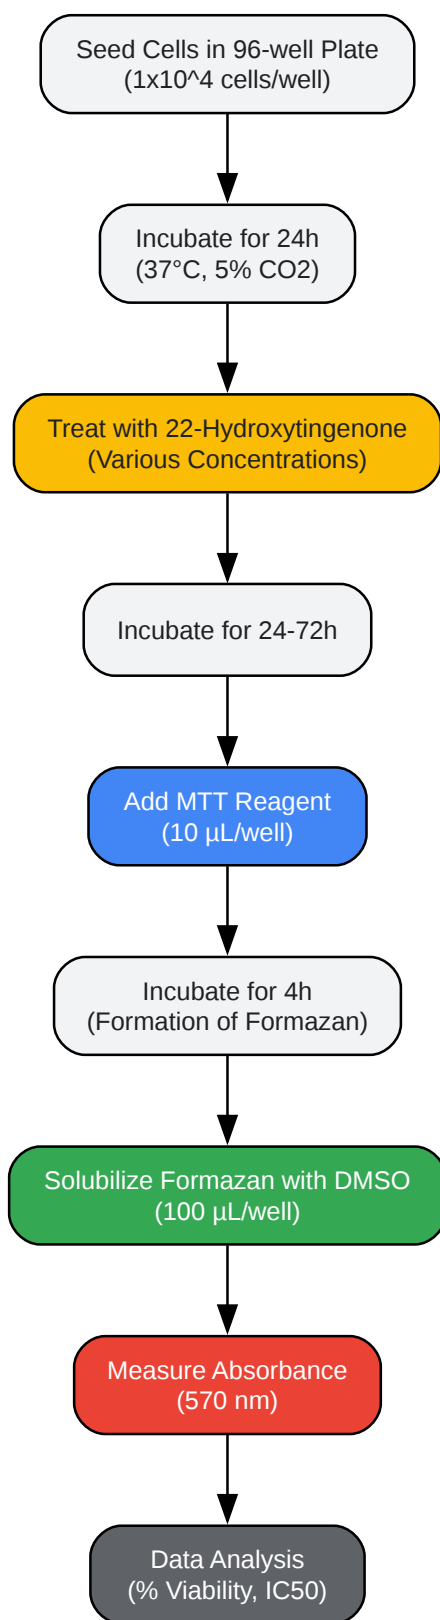 Seed Cells in 96-well Plate
(1x10^4 cells/well)
Incubate for 24h
(37°C, 5% CO2)
Treat with 22-Hydroxytingenone
(Various Concentrations)
Incubate for 24-72h
Add MTT Reagent
(10 µL/well)
Incubate for 4h
(Formation of Formazan)
Solubilize Formazan with DMSO
(100 µL/well)
Measure Absorbance
(570 nm)
Data Analysis
(% Viability, IC50)